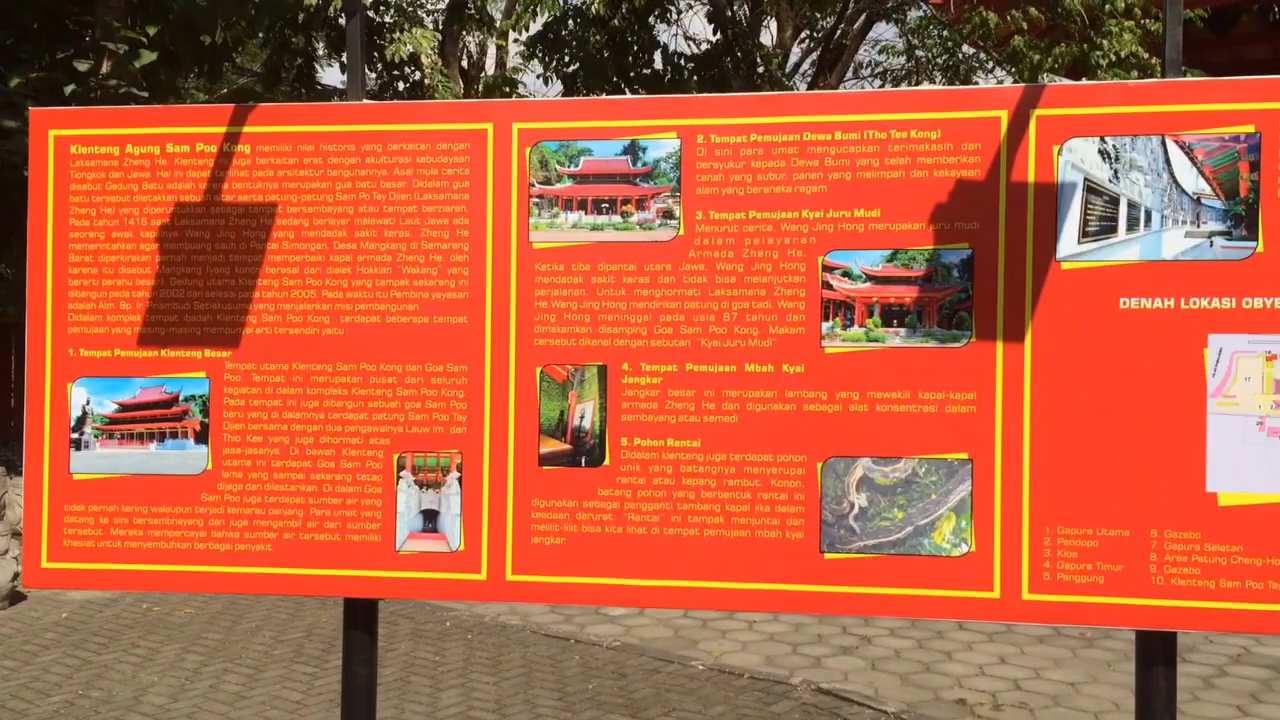 Klenteng Agung Sam Poo Kong memiliki nilai historis yang berkaitan dengan
Laksamana Zheng He. Klenteng ini juga berkaitan erat dengan akulturasi kebudayaan
Tiongkok dan Jawa. Hal ini dapat terlihat pada arsitektur bangunannya. Asal mula cerita
disebut Gedung Batu adalah karena bentuknya merupakan gua batu besar. Didalam gua
batu tersebut diletakkan sebuah altar serta patung-patung Sam Po Tay Djien (Laksamana
Zheng He) yang diperuntukkan sebagai tempat bersembayang atau tempat berziarah.
Pada tahun 1416 saat Laksamana Zheng He sedang berlayar melewati Laut Jawa ada
seorang awak kapalnya Wang Jing Hong yang mendadak sakit keras. Zheng He
memerintahkan agar membuang sauh di Pantai Simongan. Desa Mangkang di Semarang
Barat diperkirakan pernah menjadi tempat memperbaiki kapal armada Zheng He, oleh
karena itu disebut Mangkang (yang konon berasal dari dialek Hokkian "Wakang" yang
berarti perahu besar). Gedung utama Klenteng Sam Poo Kong yang tampak sekarang ini
dibangun pada tahun 2002 dan selesai pada tahun 2005. Pada waktu itu Pembina yayasan
adalah Alm. Bp. Ir. Priambudi Setiakusuma yang menjalankan misi pembangunan.
Didalam komplek tempat ibadah Klenteng Sam Poo Kong terdapat beberapa tempat
pemujaan yang masing-masing mempunyai arti tersendiri yaitu :
1. Tempat Pemujaan Klenteng Besar
Tempat utama Klenteng Sam Poo Kong dan Goa Sam
Poo. Tempat ini merupakan pusat dari seluruh
kegiatan di dalam kompleks Klenteng Sam Poo Kong.
Pada tempat ini juga dibangun sebuah goa Sam Poo
baru yang di dalamnya terdapat patung Sam Poo Tay
Djien bersama dengan dua pengawalnya Lauw Im dan
Thio Kee yang juga dihormati atas
jasa-jasanya. Di bawah Klenteng
utama ini terdapat Goa Sam Poo
lama yang sampai sekarang tetap
dijaga dan dilestarikan. Di dalam Goa
Sam Poo juga terdapat sumber air yang
tidak pernah kering walaupun terjadi kemarau panjang. Para umat yang
datang ke sini bersembahyang dan juga mengambil air dari sumber
tersebut. Mereka mempercayai bahwa sumber air tersebut memiliki
khasiat untuk menyembuhkan berbagai penyakit.
2. Tempat Pemujaan Dewa Bumi (Tho Tee Kong)
Di sini para umat mengucapkan terimakasih dan
bersyukur kepada Dewa Bumi yang telah memberikan
tanah yang subur, panen yang melimpah dan kekayaan
alam yang beraneka ragam
3. Tempat Pemujaan Kyai Juru Mudi
Menurut cerita, Wang Jing Hong merupakan juru mudi
dalam pelayaran
Armada Zheng He.
Ketika tiba dipantai utara Jawa, Wang Jing Hong
mendadak sakit keras dan tidak bisa melanjutkan
perjalanan. Untuk menghormati Laksamana Zheng
He,Wang Jing Hong mendirikan patung di goa tadi. Wang
Jing Hong meninggal pada usia 87 tahun dan
dimakamkan disamping Goa Sam Poo Kong. Makam
tersebut dikenal dengan sebutan "Kyai Juru Mudi"
4. Tempat Pemujaan Mbah Kyai
Jangkar
Jangkar besar ini merupakan lambang yang mewakili kapal-kapal
armada Zheng He dan digunakan sebagai alat konsentrasi dalam
sembayang atau semedi
5. Pohon Rantai
Didalam klenteng juga terdapat pohon
unik yang batangnya menyerupai
rantai atau kepang rambut. Konon,
batang pohon yang berbentuk rantai ini
digunakan sebagai pengganti tambang kapal jika dalam
keadaan darurat. "Rantai" ini tampak menjuntai dan
melilit-lilit bisa kita lihat di tempat pemujaan mbah kyai
jangkar.
DENAH LOKASI OBYE
17
1. Gapura Utama
2. Pendopo
3. Kios
4. Gapura Timur
5. Panggung
6. Gazebo
7. Gapura Selatan
8. Area Patung Cheng-Ho
9. Gazebo
10. Klenteng Sam Poo Tay